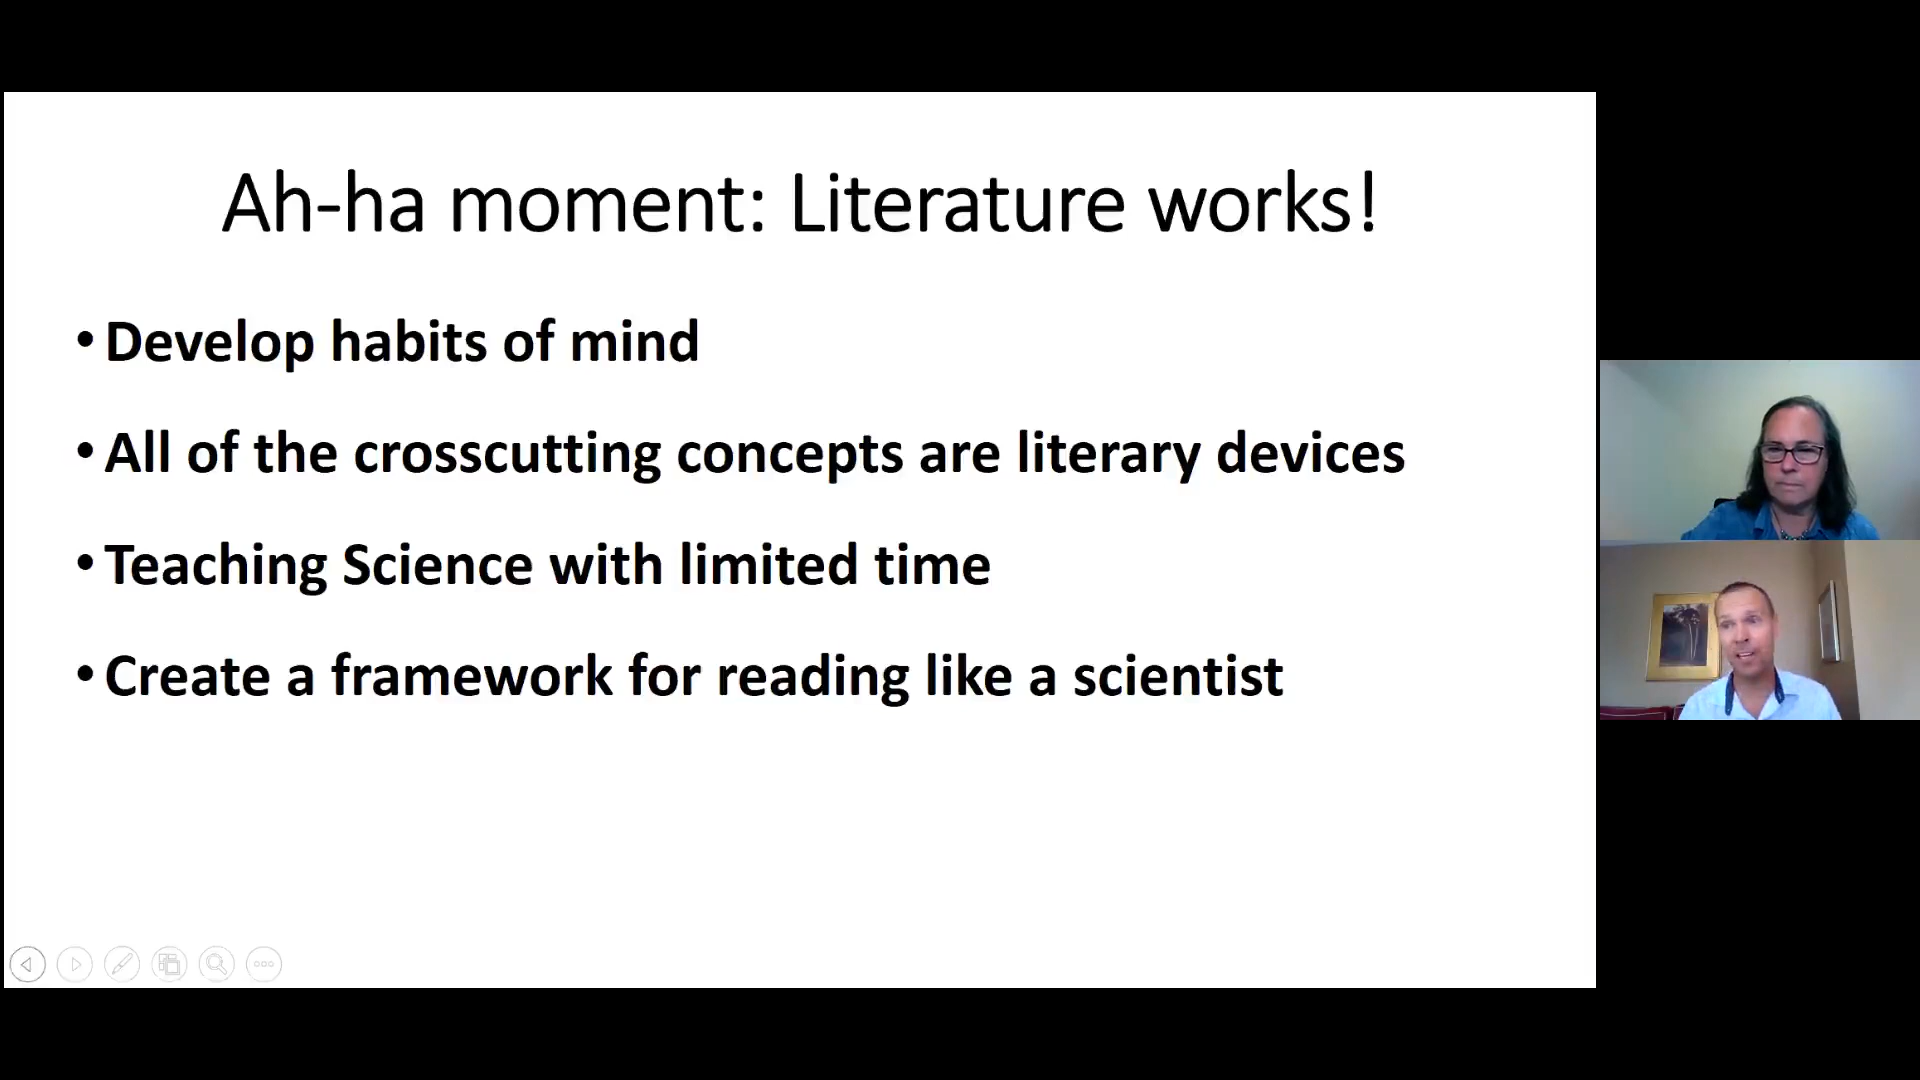 Ah-ha moment: Literature works!
• Develop habits of mind
• All of the crosscutting concepts are literary devices
• Teaching Science with limited time
• Create a framework for reading like a scientist